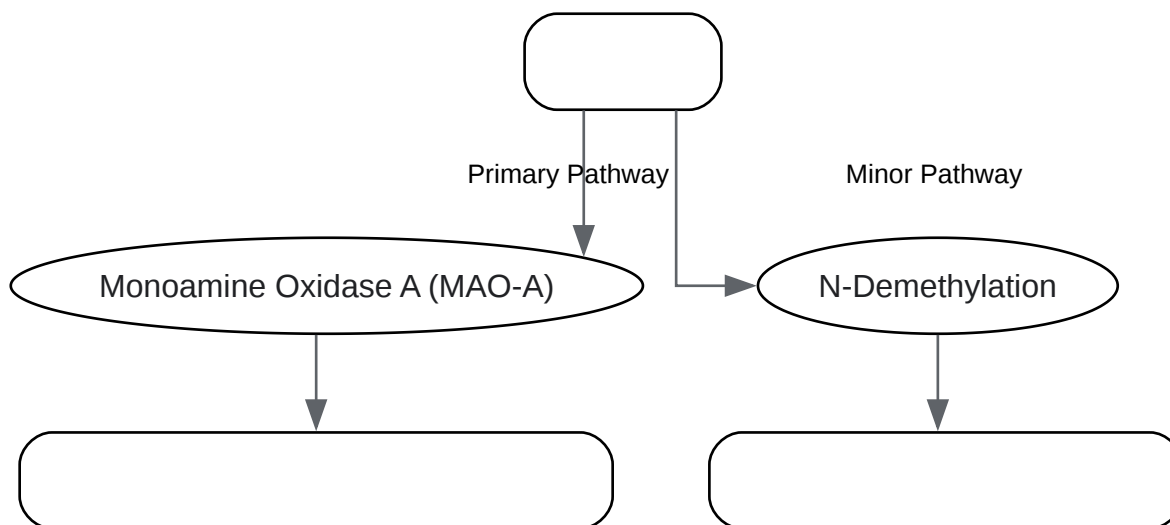 Primary Pathway
Minor Pathway
Monoamine Oxidase A (MAO-A)
N-Demethylation